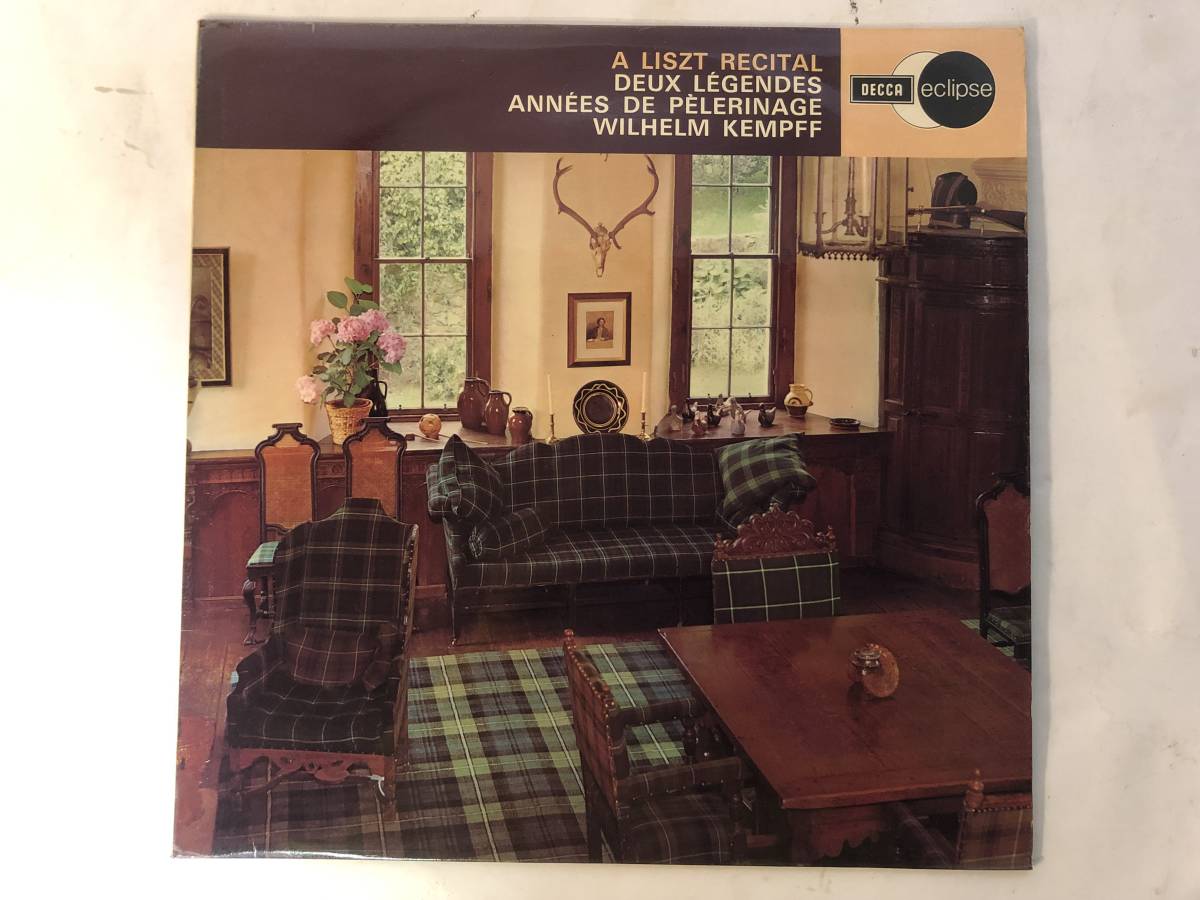 A LISZT RECITAL
DEUX LÉGENDES
ANNÉES DE PÈLERINAGE
WILHELM KEMPFF
DECCA eclipse